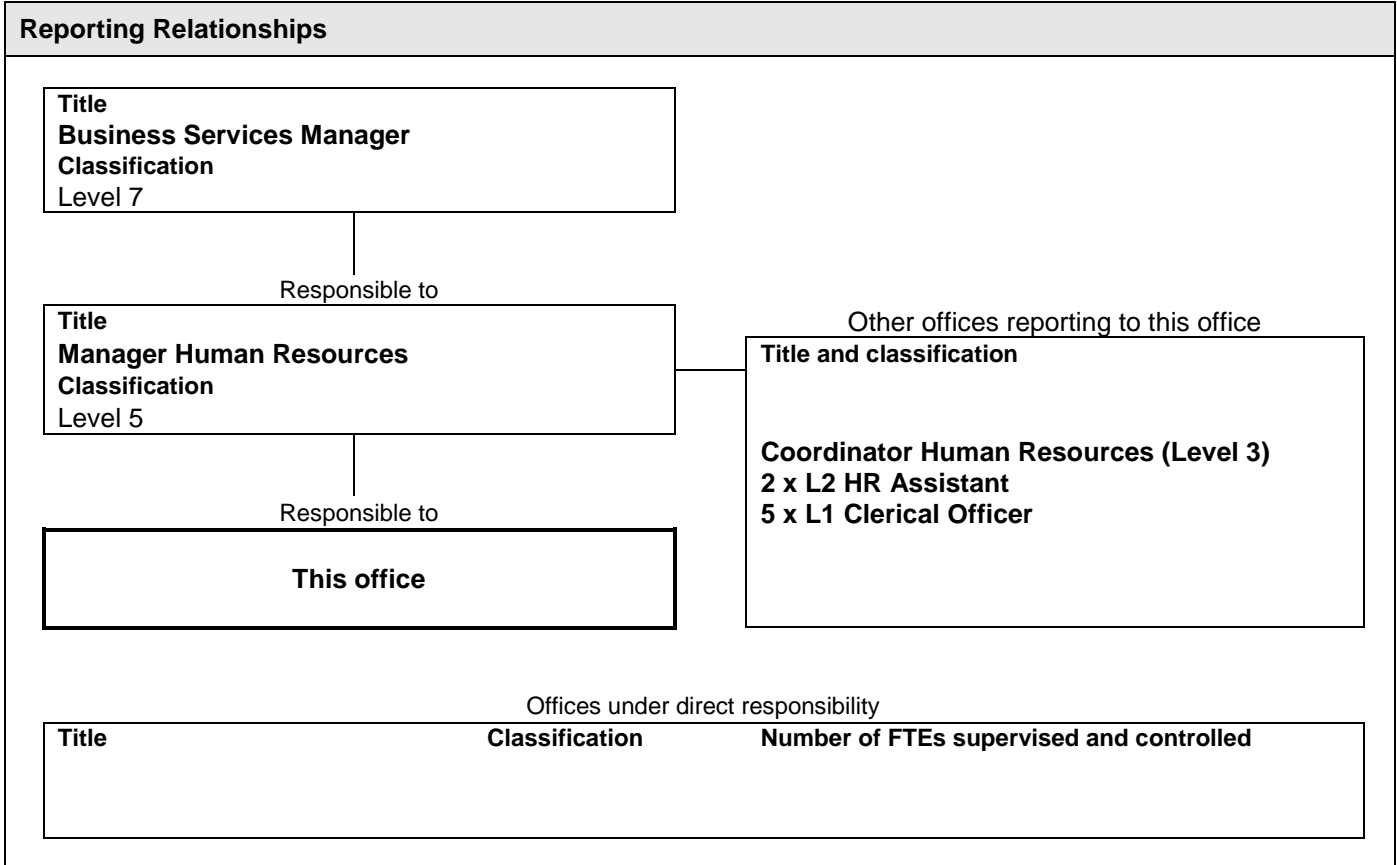 Reporting Relationships
Title
Business Services Manager
Classification
Level 7
Responsible to
Title
Manager Human Resources
Classification
Level 5
Other offices reporting to this office
Title and classification
Coordinator Human Resources (Level 3)
2 x L2 HR Assistant
5 x L1 Clerical Officer
Responsible to
This office
Offices under direct responsibility
Title Classification Number of FTEs supervised and controlled